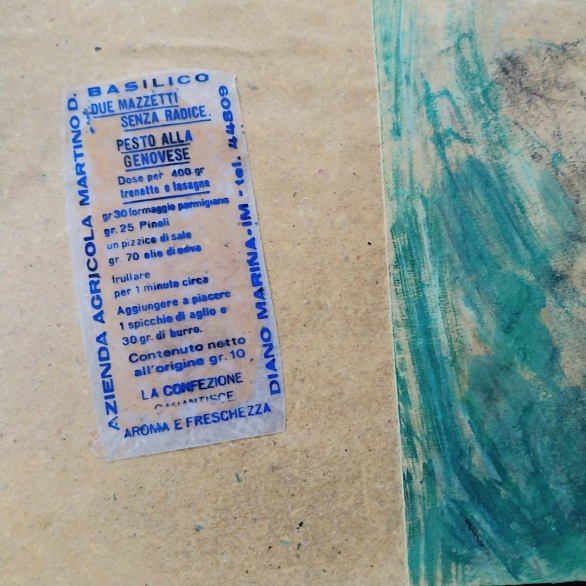 BASILICO
DUE MAZZETTI
SENZA RADICE.
PESTO ALLA
GENOVESE
Dose per 400 gr
trenette o lasagne
gr 30 formaggio parmigiano
gr. 25 Pinoli
un pizzico di sale
gr. 70 olio di oliva
frullare
per 1 minuto circa
Aggiungere a piacere
1 spicchio di aglio e
30 gr. di burro.
Contenuto netto
all'origine gr. 10
LA CONFEZIONE
GARANTISCE
AROMA E FRESCHEZZA
AZIENDA AGRICOLA MARTINO D.
DIANO MARINA-IM - tel. 44809